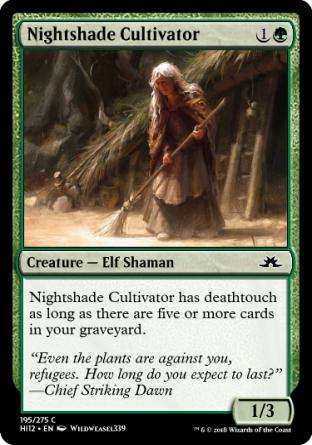 Nightshade Cultivator 1
Creature — Elf Shaman
Nightshade Cultivator has deathtouch
as long as there are five or more cards
in your graveyard.
“Even the plants are against you,
refugees. How long do you expect to last?”
—Chief Striking Dawn
1/3
195/275 C
HI12 • EN WILDWEASEL339
™ & © 2018 Wizards of the Coast